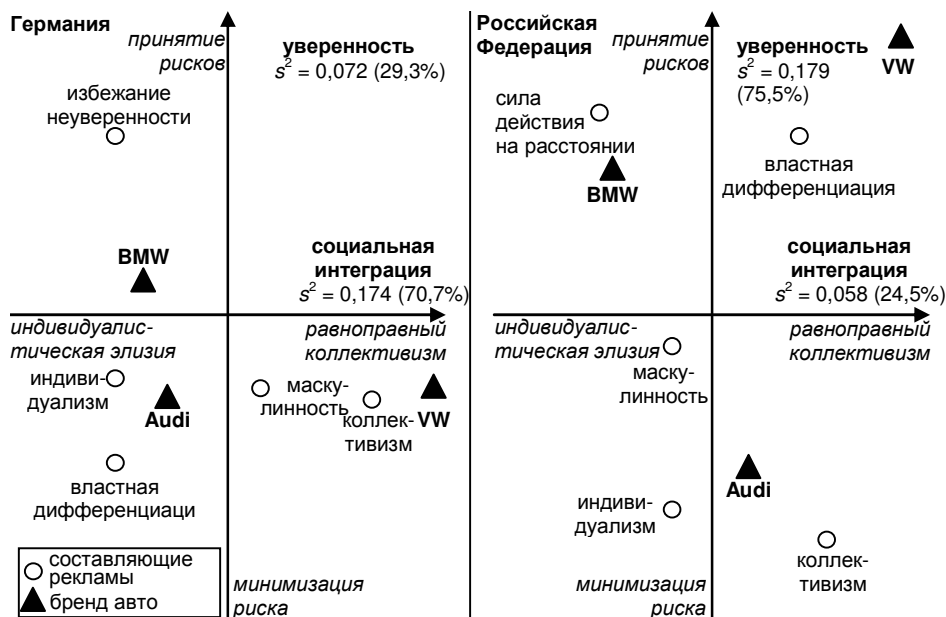 Германия
принятие
рисков
уверенность
s² = 0,072 (29,3%)
избежание
неуверенности
BMW
социальная
интеграция
s² = 0,174 (70,7%)
индивидуалис-
тическая элизия
равноправный
коллективизм
индиви-
дуализм
Audi
маску-
линность
коллек-
тивизм
VW
властная
дифференциаци
составляющие
рекламы
бренд авто
минимизация
риска
Российская
Федерация
принятие
рисков
уверенность
s² = 0,179
(75,5%)
VW
сила
действия
на расстоянии
BMW
властная
дифференциация
социальная
интеграция
s² = 0,058 (24,5%)
индивидуалис-
тическая элизия
равноправный
коллективизм
маску-
линность
Audi
индиви-
дуализм
коллек-
тивизм
минимизация
риска